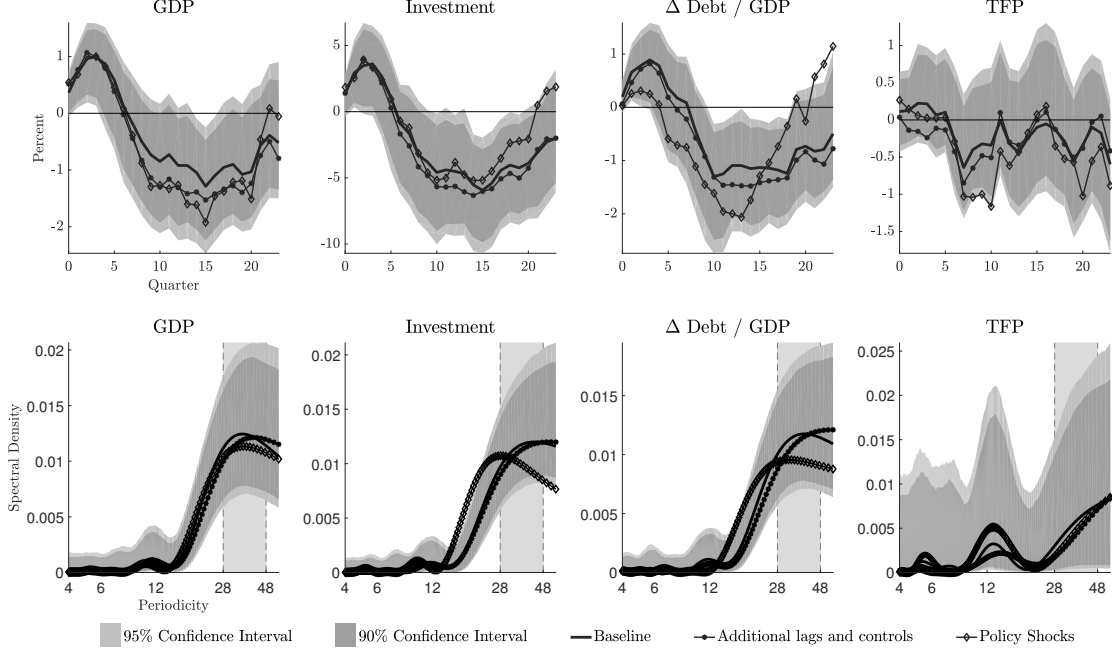 GDP
Investment
Δ Debt / GDP
TFP
Percent
1
0
-1
-2
0 5 10 15 20
Quarter
5
0
-5
-10
0 5 10 15 20
1
0
-1
-2
0 5 10 15 20
1
0.5
0
-0.5
-1
-1.5
0 5 10 15 20
GDP
Investment
Δ Debt / GDP
TFP
Spectral Density
0.02
0.015
0.01
0.005
0
4 6 12 28 48
Periodicity
0.02
0.015
0.01
0.005
0
4 6 12 28 48
0.015
0.01
0.005
0
4 6 12 28 48
0.025
0.02
0.015
0.01
0.005
0
4 6 12 28 48
95% Confidence Interval 90% Confidence Interval Baseline Additional lags and controls Policy Shocks